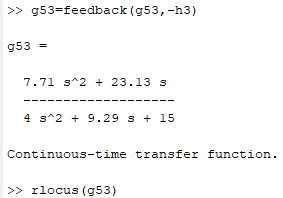 >> g53=feedback(g53,-h3)
g53 =
7.71 s^2 + 23.13 s
-------------------
4 s^2 + 9.29 s + 15
Continuous-time transfer function.
>> rlocus(g53)